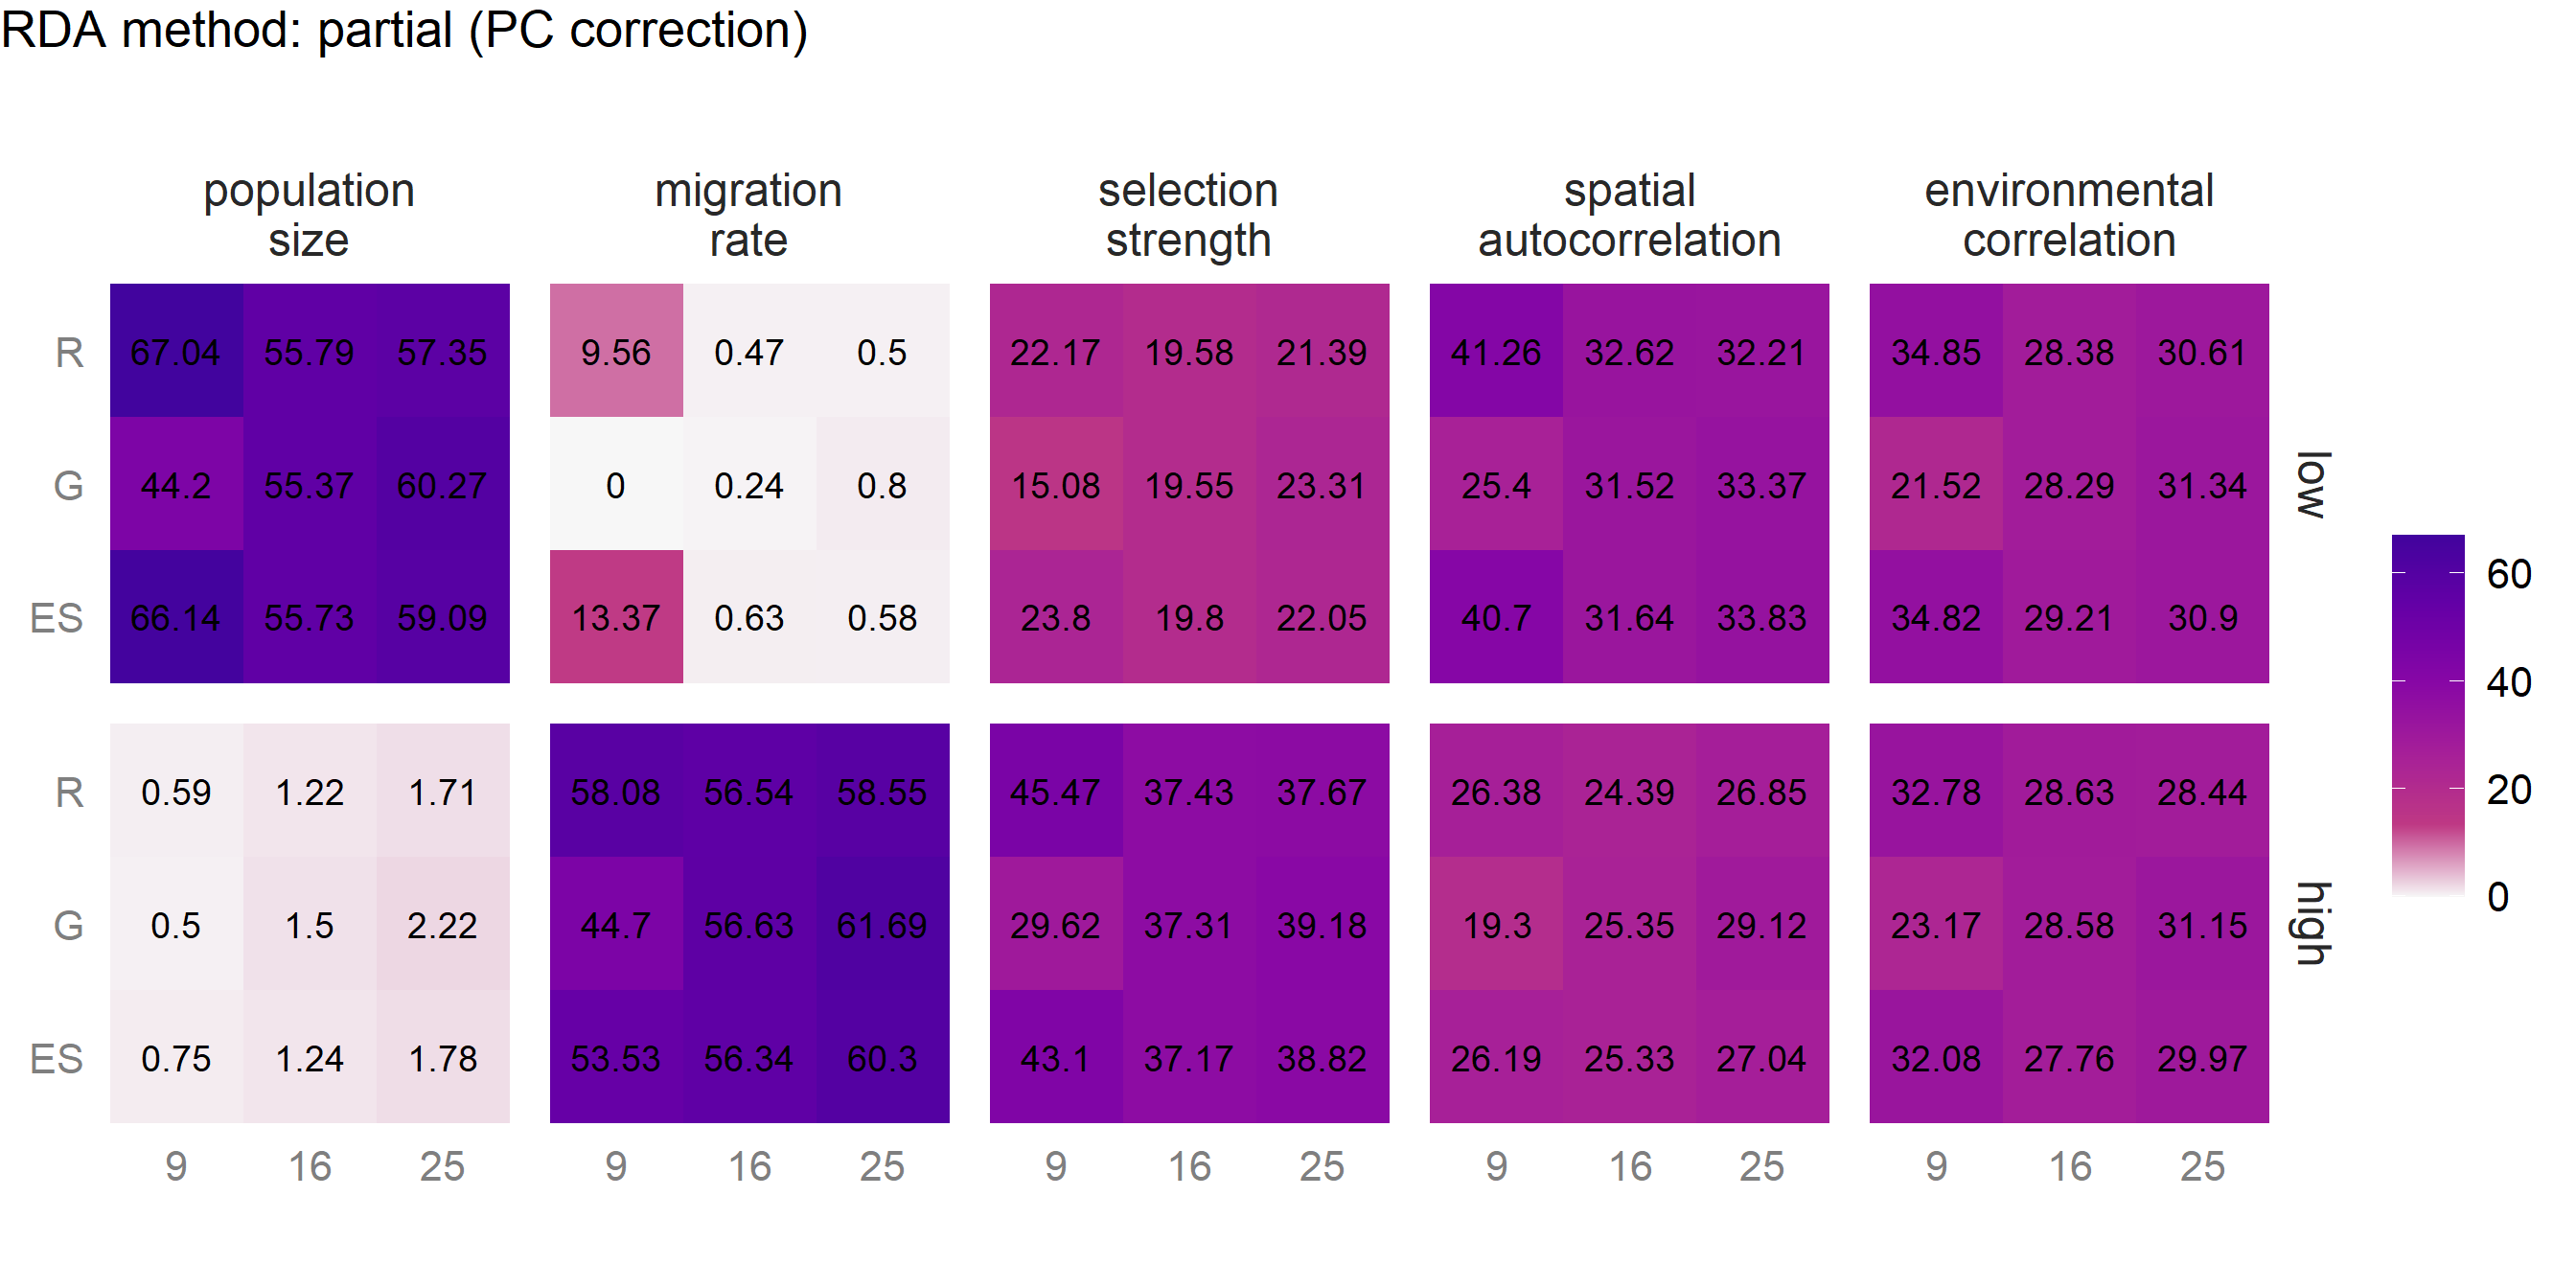 RDA method: partial (PC correction)
population size
migration rate
selection strength
spatial autocorrelation
environmental correlation
R 67.04 55.79 57.35 9.56 0.47 0.5 22.17 19.58 21.39 41.26 32.62 32.21 34.85 28.38 30.61
G 44.2 55.37 60.27 0 0.24 0.8 15.08 19.55 23.31 25.4 31.52 33.37 21.52 28.29 31.34
ES 66.14 55.73 59.09 13.37 0.63 0.58 23.8 19.8 22.05 40.7 31.64 33.83 34.82 29.21 30.9
low
R 0.59 1.22 1.71 58.08 56.54 58.55 45.47 37.43 37.67 26.38 24.39 26.85 32.78 28.63 28.44
G 0.5 1.5 2.22 44.7 56.63 61.69 29.62 37.31 39.18 19.3 25.35 29.12 23.17 28.58 31.15
ES 0.75 1.24 1.78 53.53 56.34 60.3 43.1 37.17 38.82 26.19 25.33 27.04 32.08 27.76 29.97
high
9 16 25 9 16 25 9 16 25 9 16 25 9 16 25
60
40
20
0